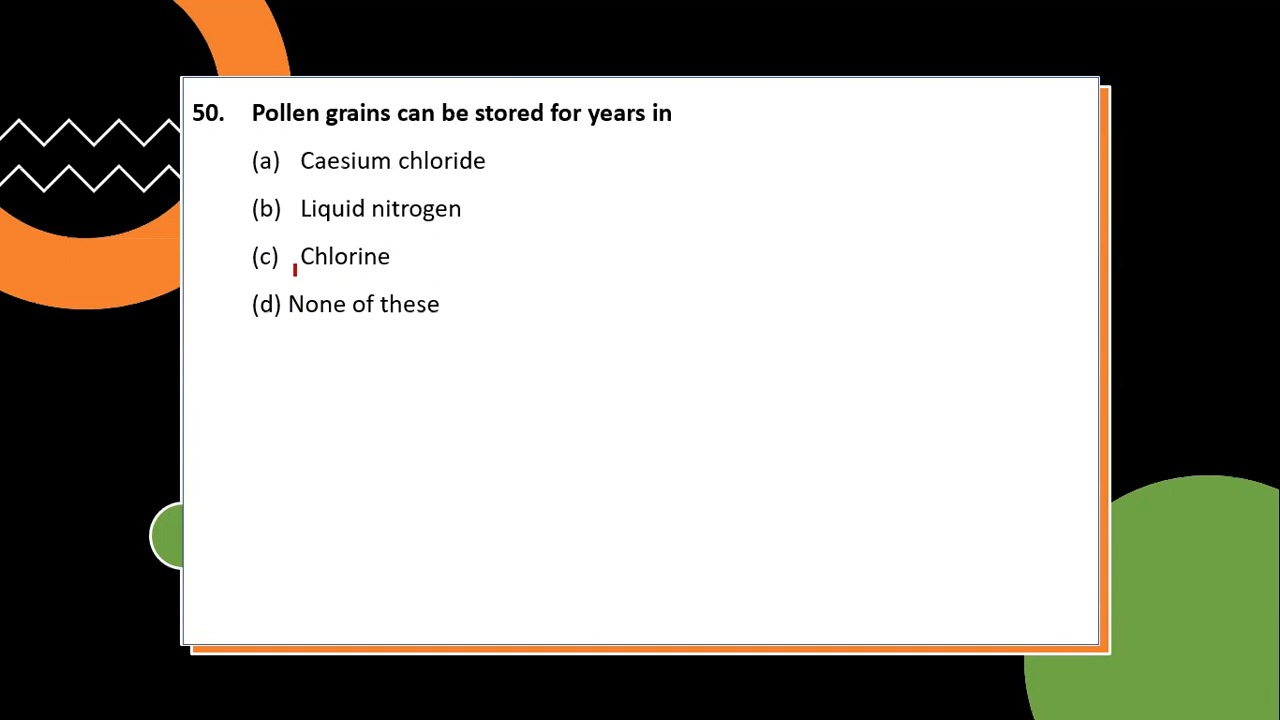 50. Pollen grains can be stored for years in
(a) Caesium chloride
(b) Liquid nitrogen
(c) Chlorine
(d) None of these